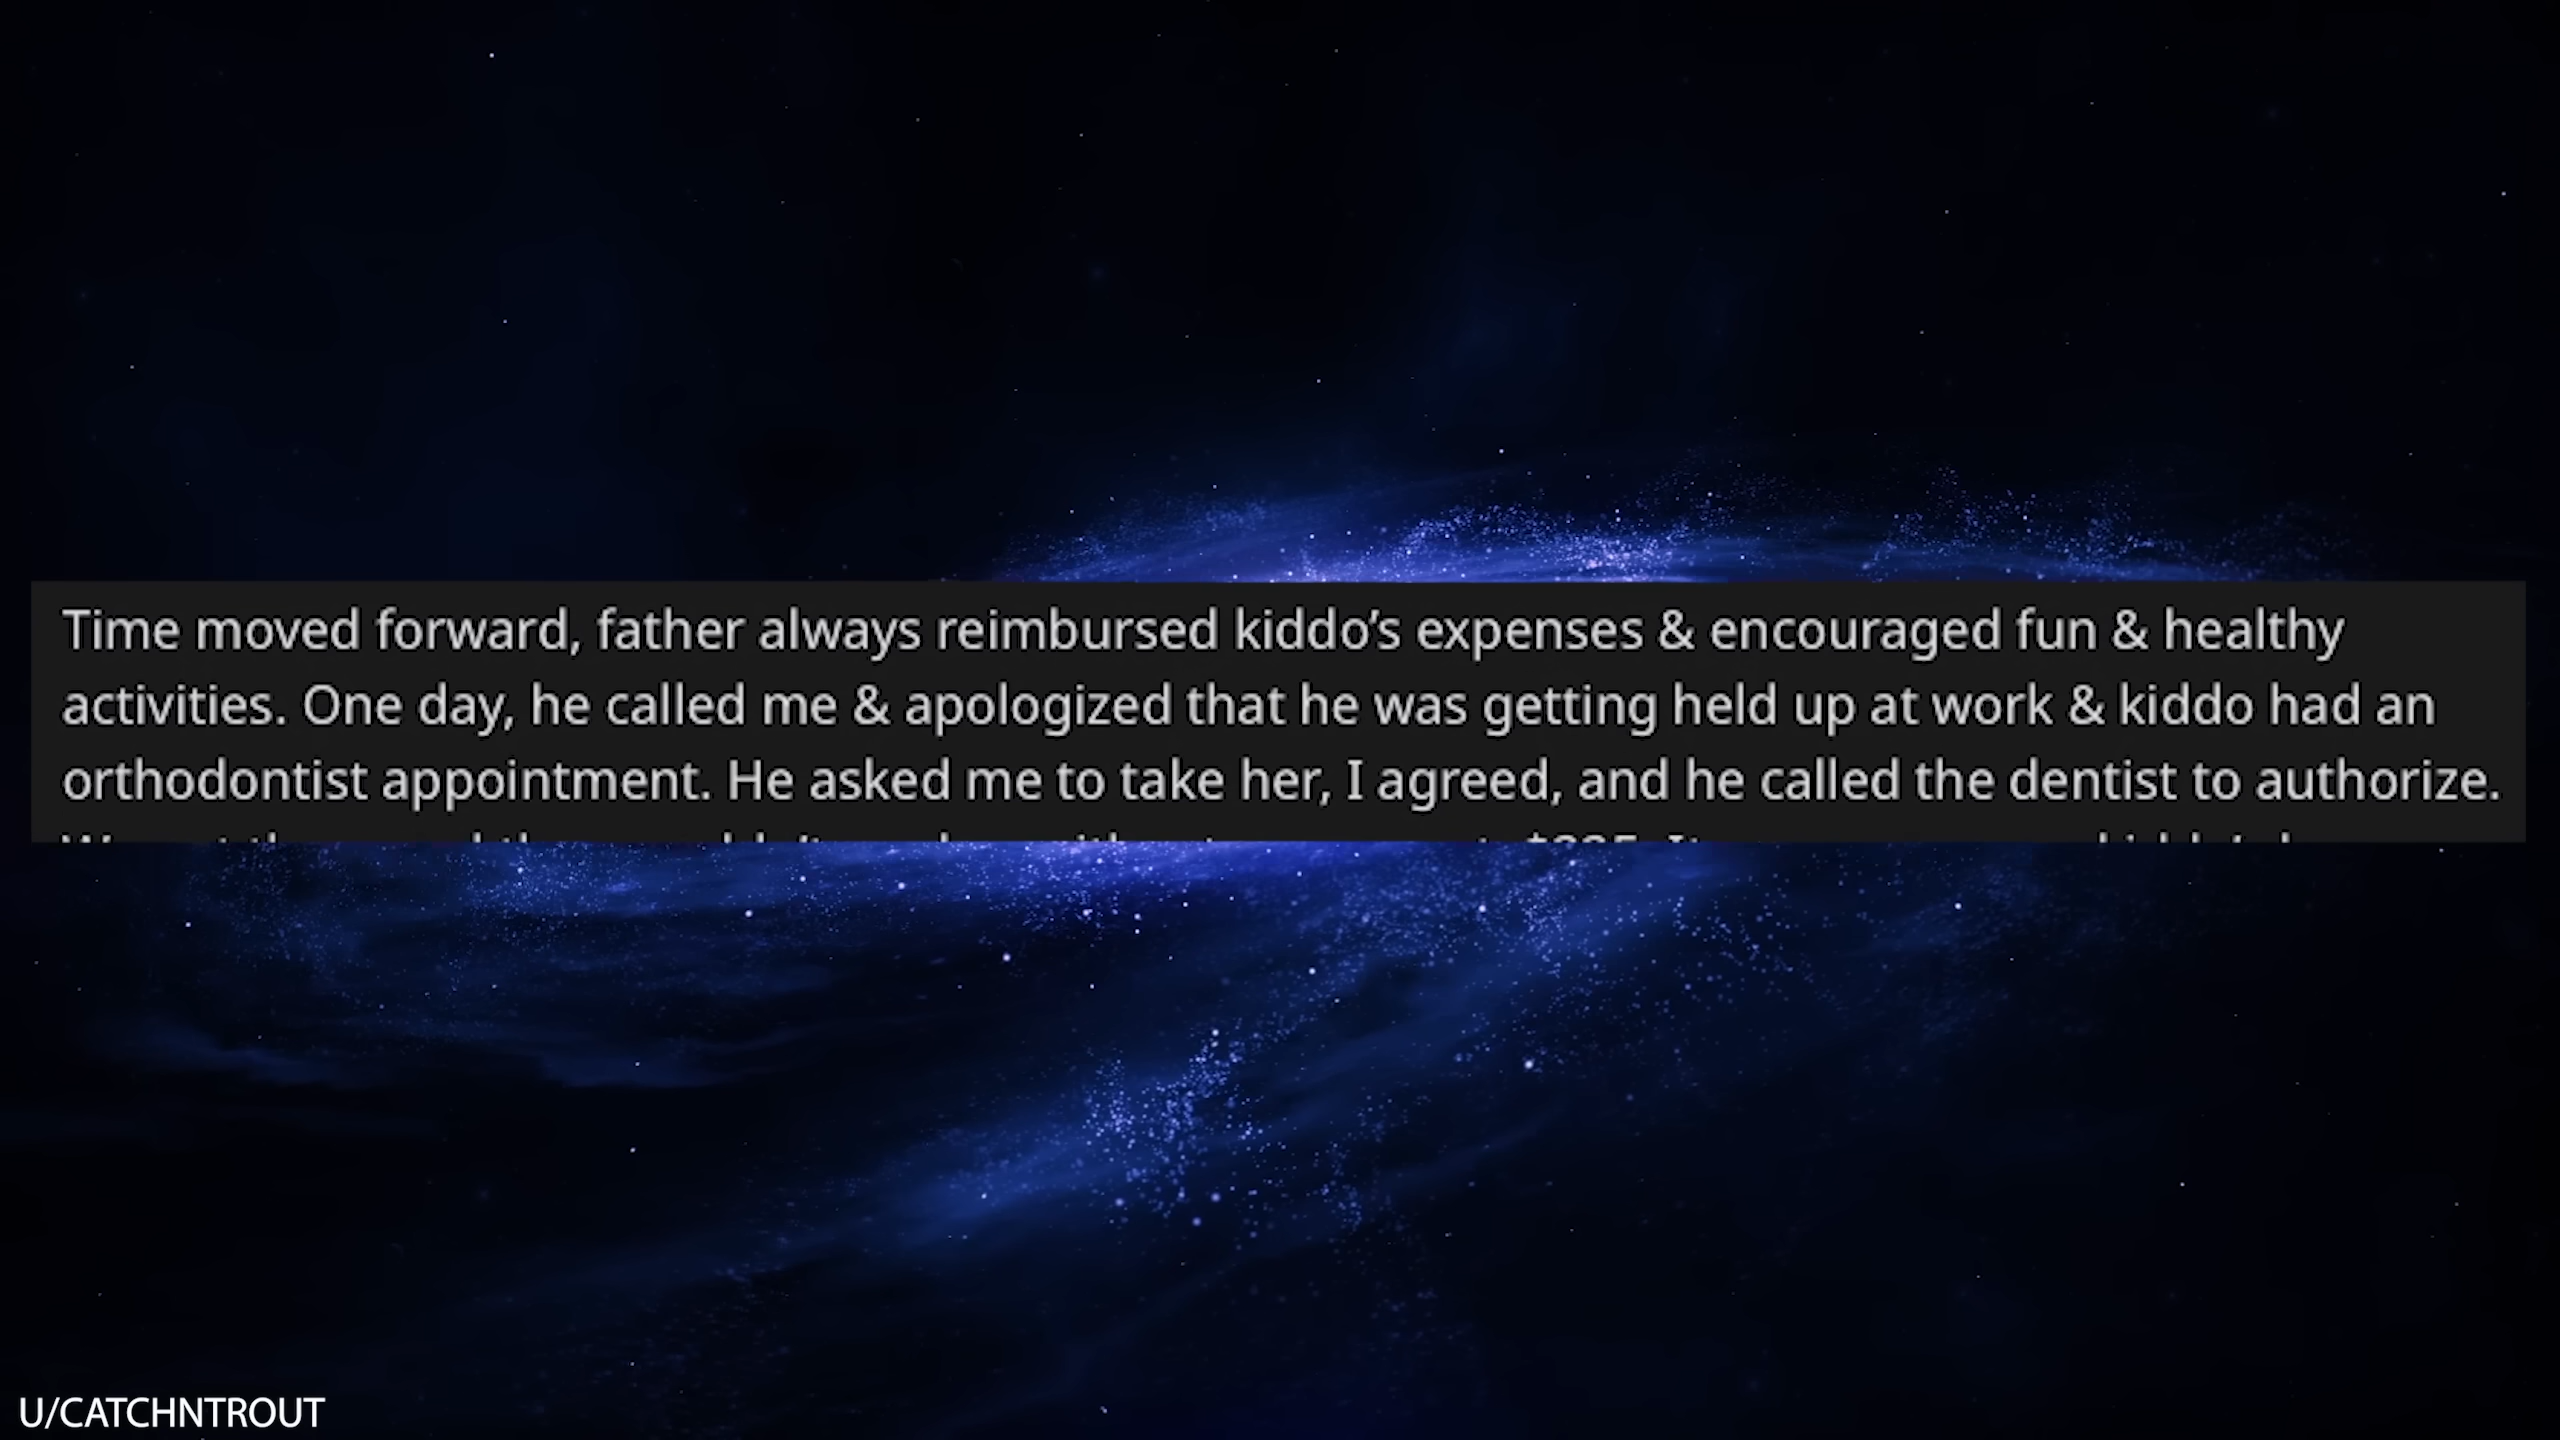 Time moved forward, father always reimbursed kiddo’s expenses & encouraged fun & healthy
activities. One day, he called me & apologized that he was getting held up at work & kiddo had an
orthodontist appointment. He asked me to take her, I agreed, and he called the dentist to authorize.
U/CATCHNTROUT